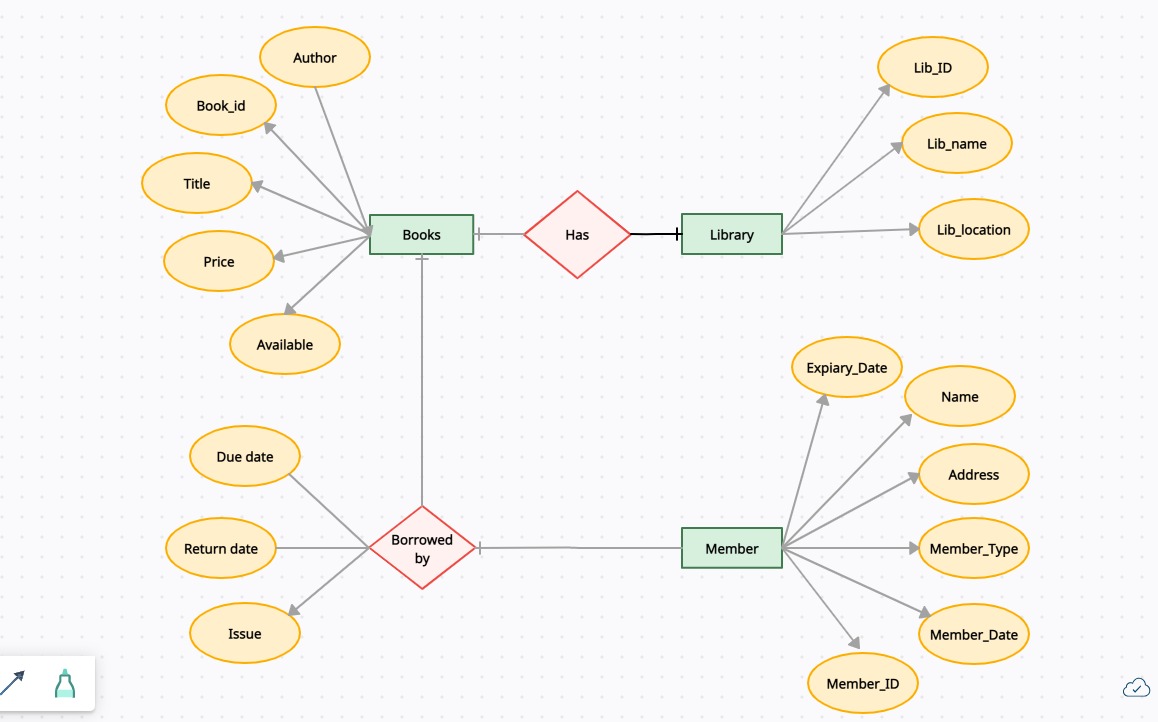 Author
Book_id
Title
Price
Available
Books
Has
Library
Lib_ID
Lib_name
Lib_location
Due date
Return date
Issue
Borrowed
by
Member
Expiary_Date
Name
Address
Member_Type
Member_Date
Member_ID